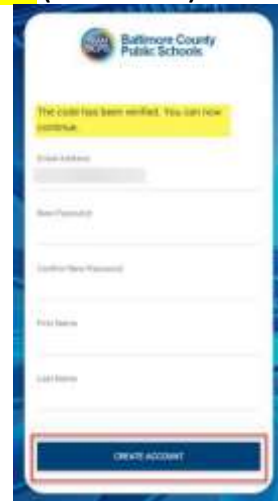 Baltimore County
Public Schools
The code has been verified. You can now
continue.
Email Address
New Password
Confirm New Password
First Name
Last Name
CREATE ACCOUNT